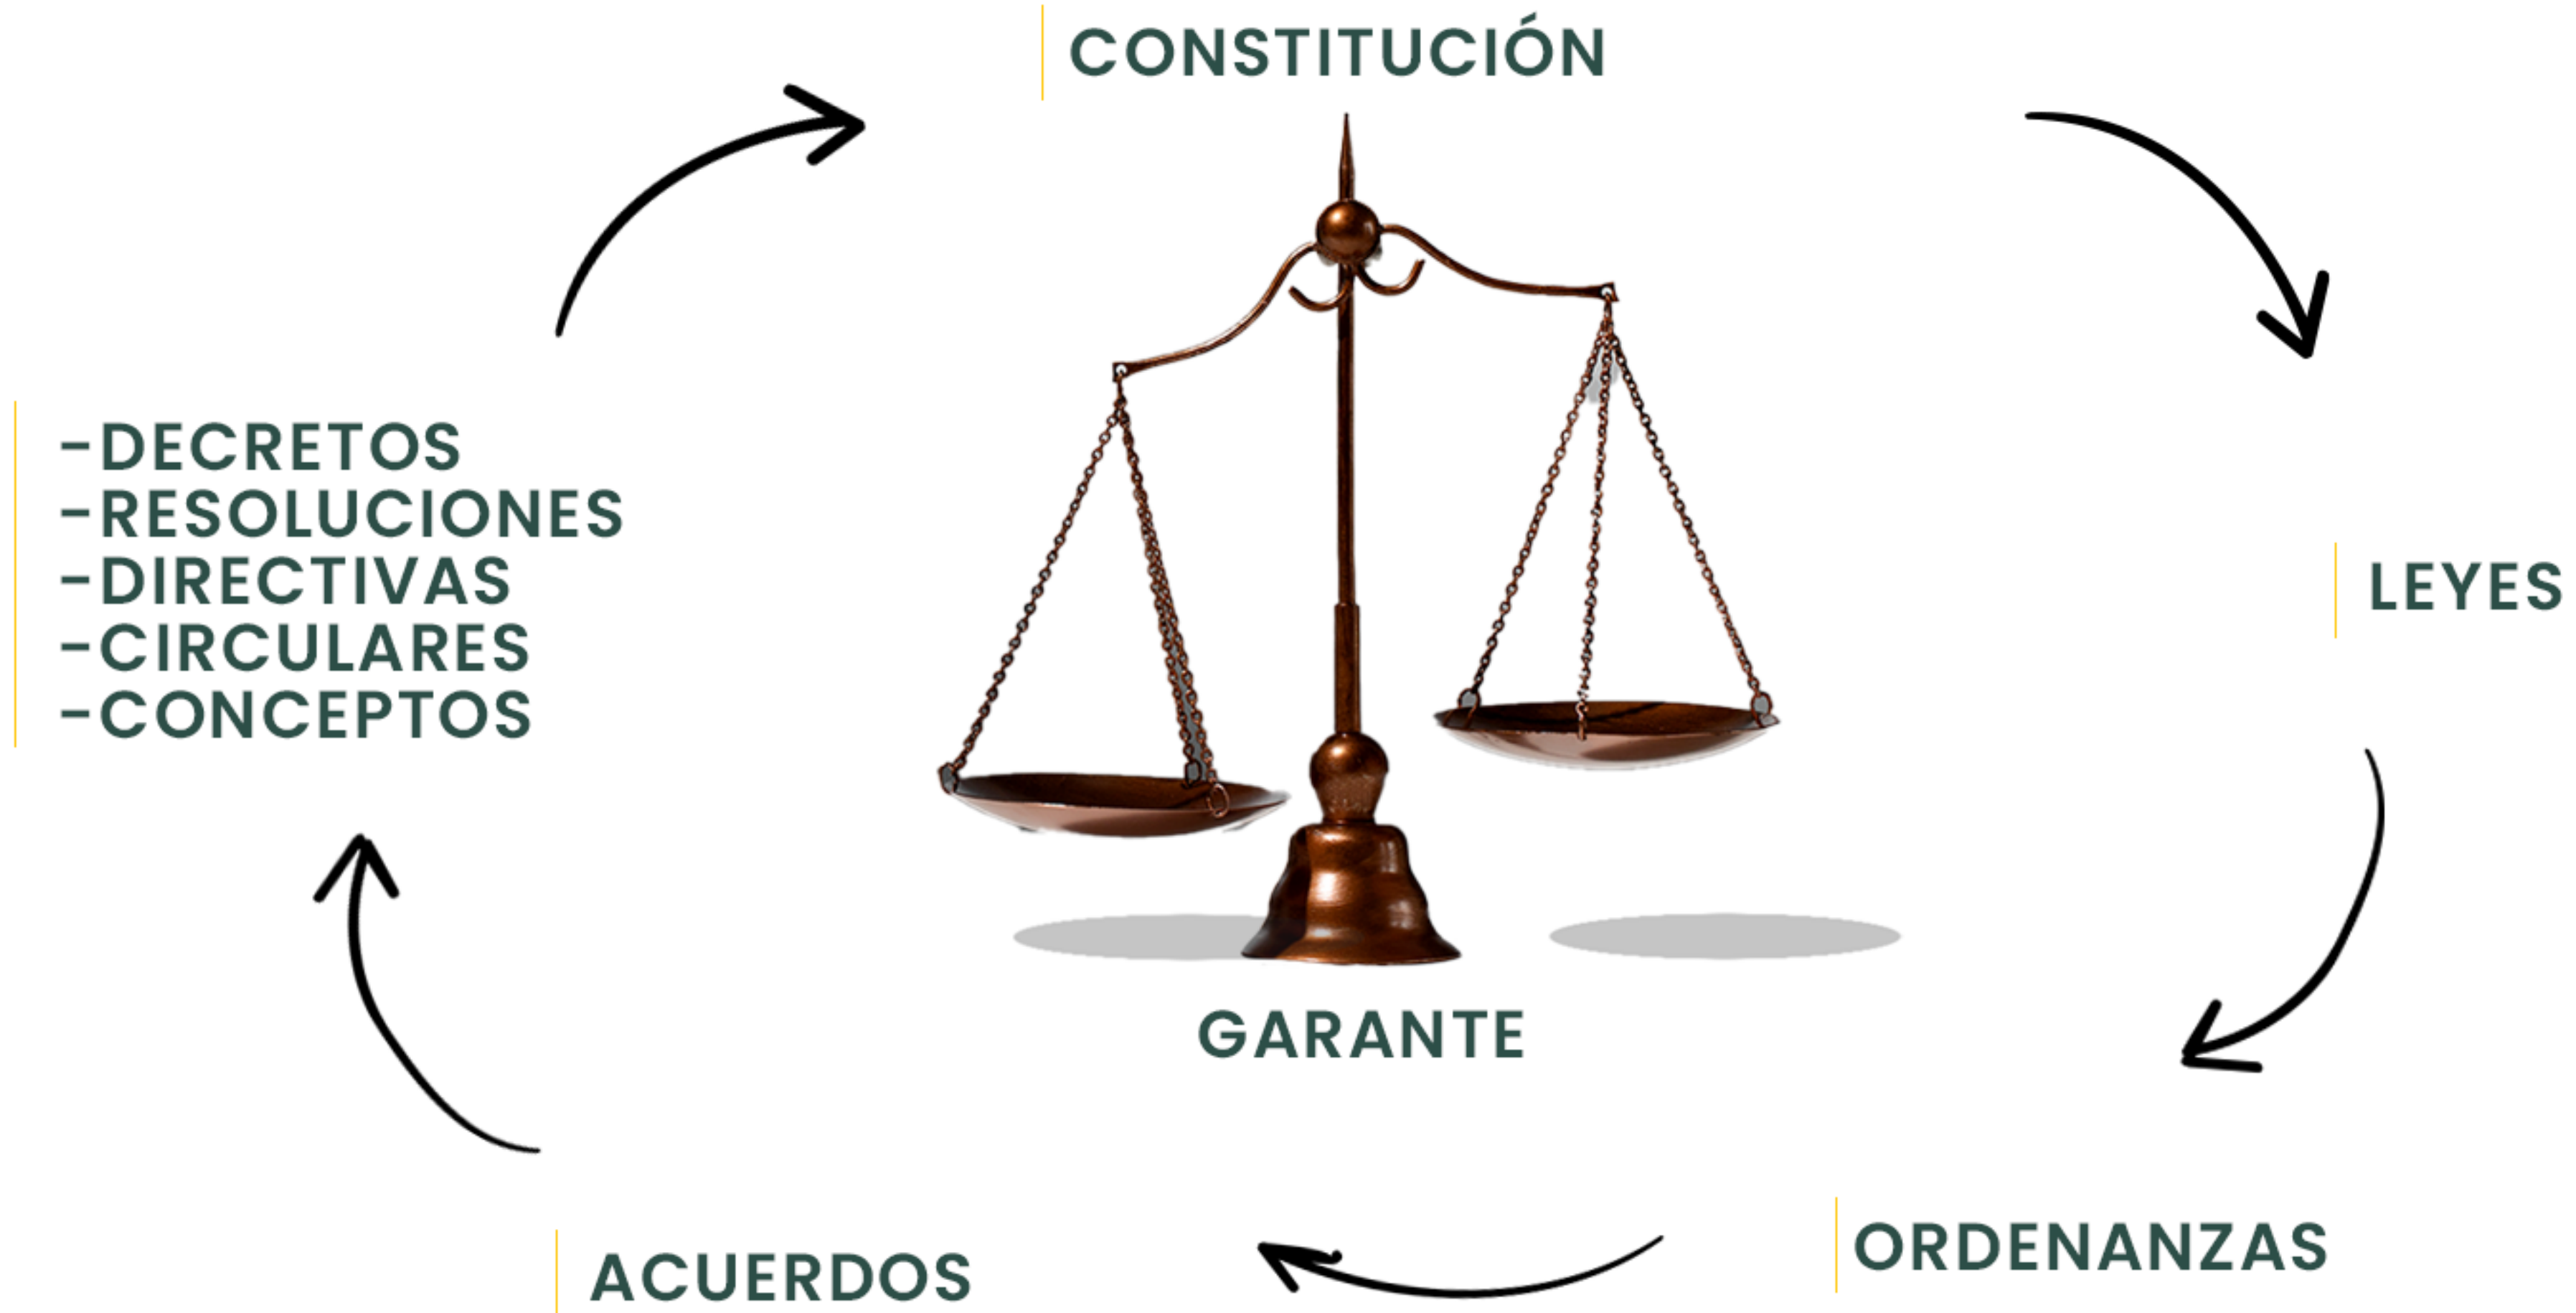 CONSTITUCIÓN
LEYES
ORDENANZAS
ACUERDOS
-DECRETOS
-RESOLUCIONES
-DIRECTIVAS
-CIRCULARES
-CONCEPTOS
GARANTE